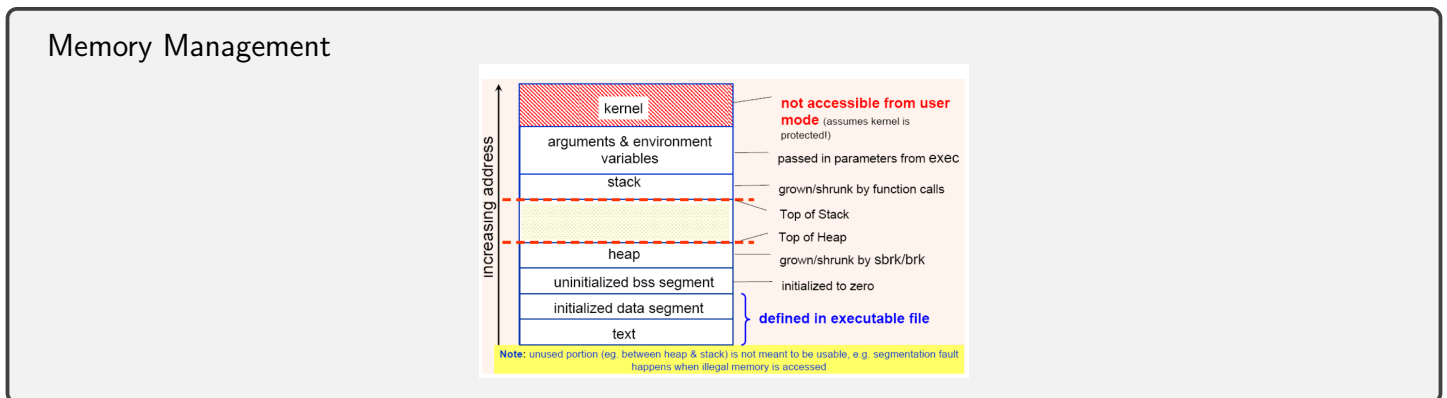 Memory Management
kernel
not accessible from user
mode (assumes kernel is
protected!)
arguments & environment
variables
passed in parameters from exec
stack
grown/shrunk by function calls
Top of Stack
Top of Heap
heap
grown/shrunk by sbrk/brk
uninitialized bss segment
initialized to zero
initialized data segment
defined in executable file
text
increasing address
Note: unused portion (eg. between heap & stack) is not meant to be usable, e.g. segmentation fault
happens when illegal memory is accessed